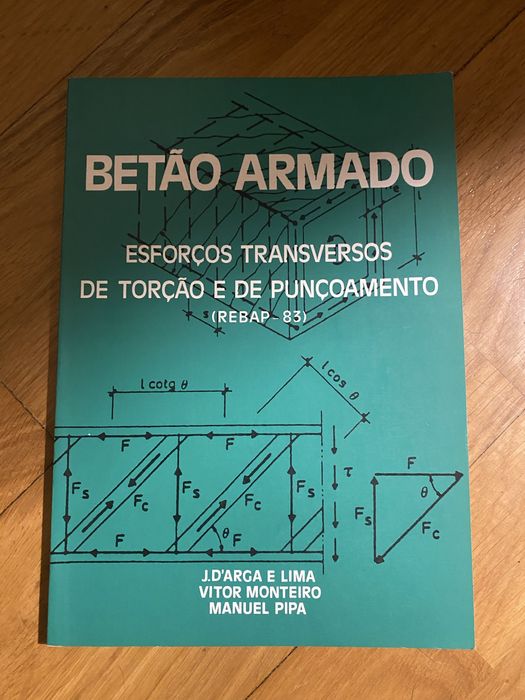 BETÃO ARMADO
e
l
ESFORÇOS TRANSVERSOS
DE TORÇÃO E DE PUNÇOAMENTO
(REBAP-83)
s
l cotg θ
l cos θ
F F
τ
F
Fs Fc Fs Fc Fs Fc
θ
F θ F
J.D'ARGA E LIMA
VITOR MONTEIRO
MANUEL PIPA